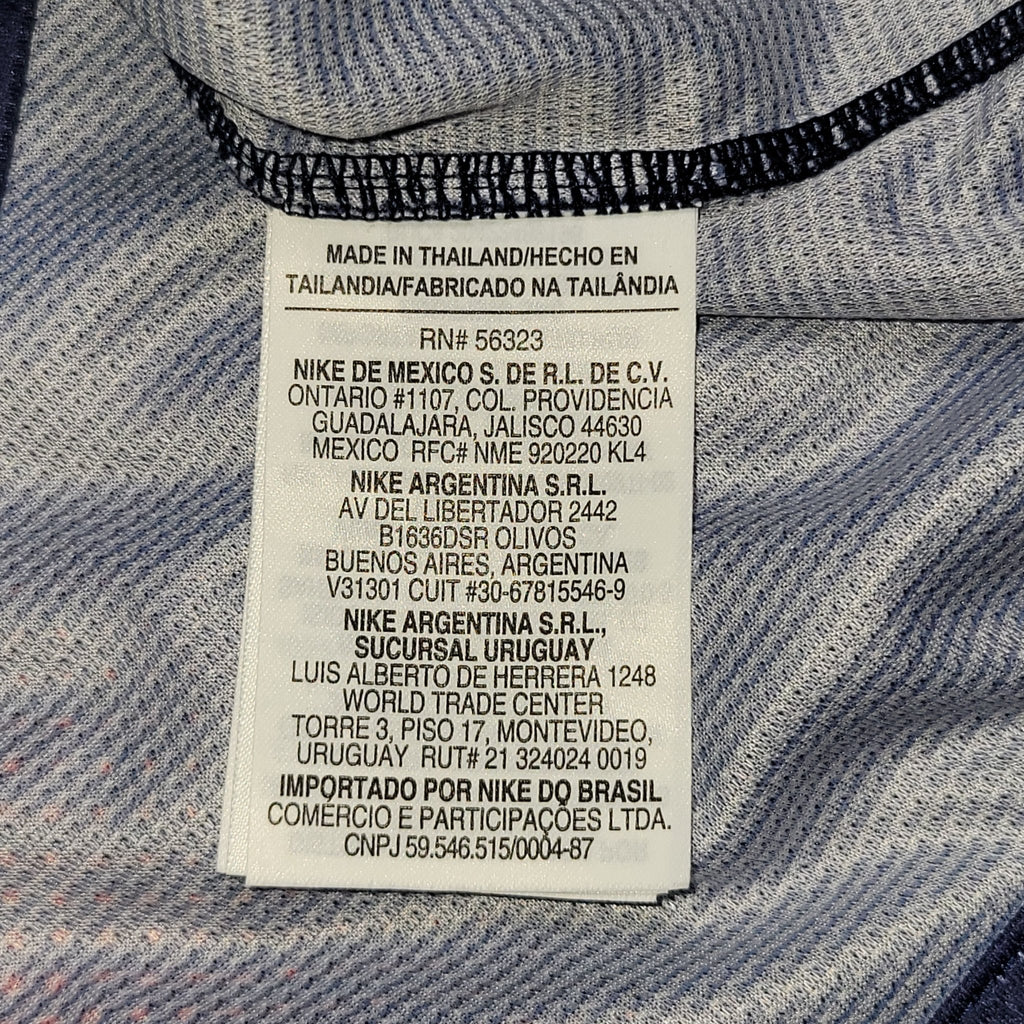 MADE IN THAILAND/HECHO EN
TAILANDIA/FABRICADO NA TAILÂNDIA
RN# 56323
NIKE DE MEXICO S. DE R.L. DE C.V.
ONTARIO #1107, COL. PROVIDENCIA
GUADALAJARA, JALISCO 44630
MEXICO RFC# NME 920220 KL4
NIKE ARGENTINA S.R.L.
AV DEL LIBERTADOR 2442
B1636DSR OLIVOS
BUENOS AIRES, ARGENTINA
V31301 CUIT #30-67815546-9
NIKE ARGENTINA S.R.L.,
SUCURSAL URUGUAY
LUIS ALBERTO DE HERRERA 1248
WORLD TRADE CENTER
TORRE 3, PISO 17, MONTEVIDEO,
URUGUAY RUT# 21 324024 0019
IMPORTADO POR NIKE DO BRASIL
COMÉRCIO E PARTICIPAÇÕES LTDA.
CNPJ 59.546.515/0004-87